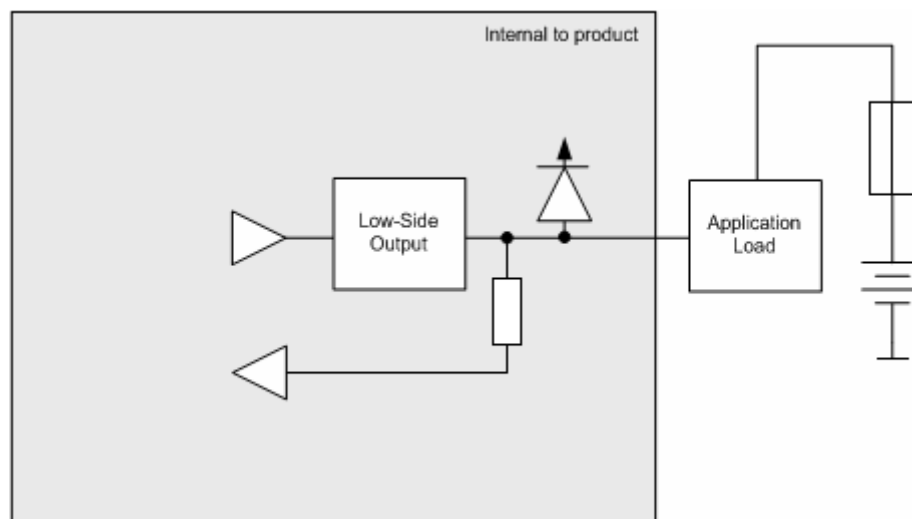 Internal to product
Low-Side
Output
Application
Load